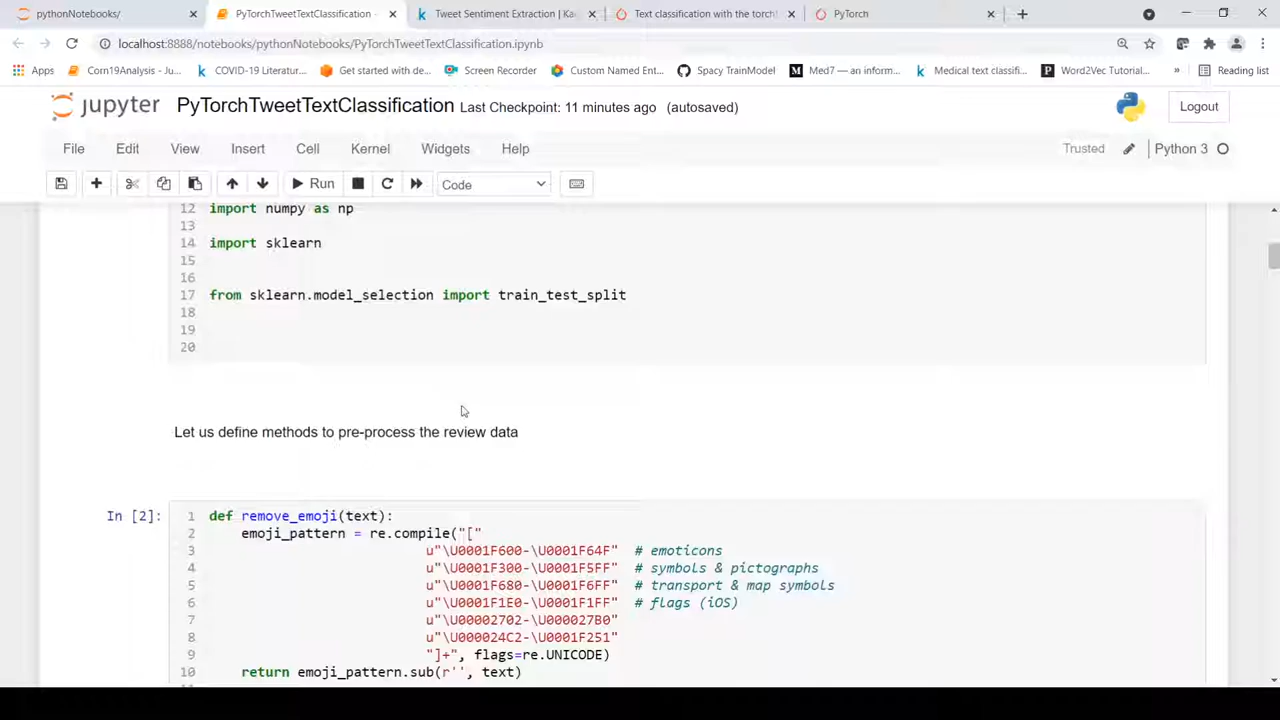 pythonNotebooks/
PyTorchTweetTextClassification -
Tweet Sentiment Extraction | Ka
Text classification with the torch
PyTorch
localhost:8888/notebooks/pythonNotebooks/PyTorchTweetTextClassification.ipynb
Apps
Corn19Analysis - Ju...
COVID-19 Literatur...
Get started with de...
Screen Recorder
Custom Named Ent...
Spacy TrainModel
Med7 — an inform...
Medical text classifi...
Word2Vec Tutorial...
»
Reading list
jupyter
PyTorchTweetTextClassification Last Checkpoint: 11 minutes ago (autosaved)
Logout
File
Edit
View
Insert
Cell
Kernel
Widgets
Help
Trusted
Python 3
Run
Code
12 import numpy as np
13
14 import sklearn
15
16
17 from sklearn.model_selection import train_test_split
18
19
20
Let us define methods to pre-process the review data
In [2]:
1 def remove_emoji(text):
2 emoji_pattern = re.compile("["
3 u"\U0001F600-\U0001F64F" # emoticons
4 u"\U0001F300-\U0001F5FF" # symbols & pictographs
5 u"\U0001F680-\U0001F6FF" # transport & map symbols
6 u"\U0001F1E0-\U0001F1FF" # flags (iOS)
7 u"\U00002702-\U000027B0"
8 u"\U000024C2-\U0001F251"
9 "]+", flags=re.UNICODE)
10 return emoji_pattern.sub(r'', text)